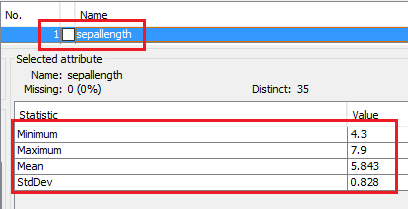 No. Name
1 sepallength
Selected attribute
Name: sepallength
Missing: 0 (0%) Distinct: 35
Statistic Value
Minimum 4.3
Maximum 7.9
Mean 5.843
StdDev 0.828